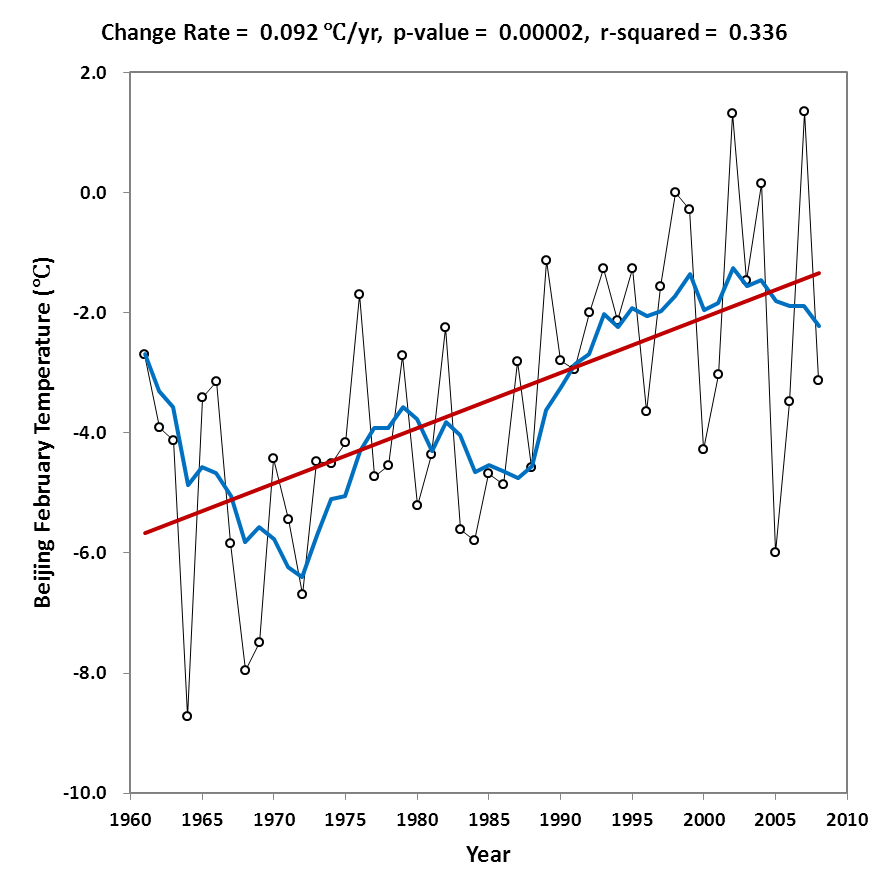 Change Rate = 0.092 ℃/yr, p-value = 0.00002, r-squared = 0.336
2.0
0.0
-2.0
-4.0
-6.0
-8.0
-10.0
Beijing February Temperature (℃)
1960 1965 1970 1975 1980 1985 1990 1995 2000 2005 2010
Year